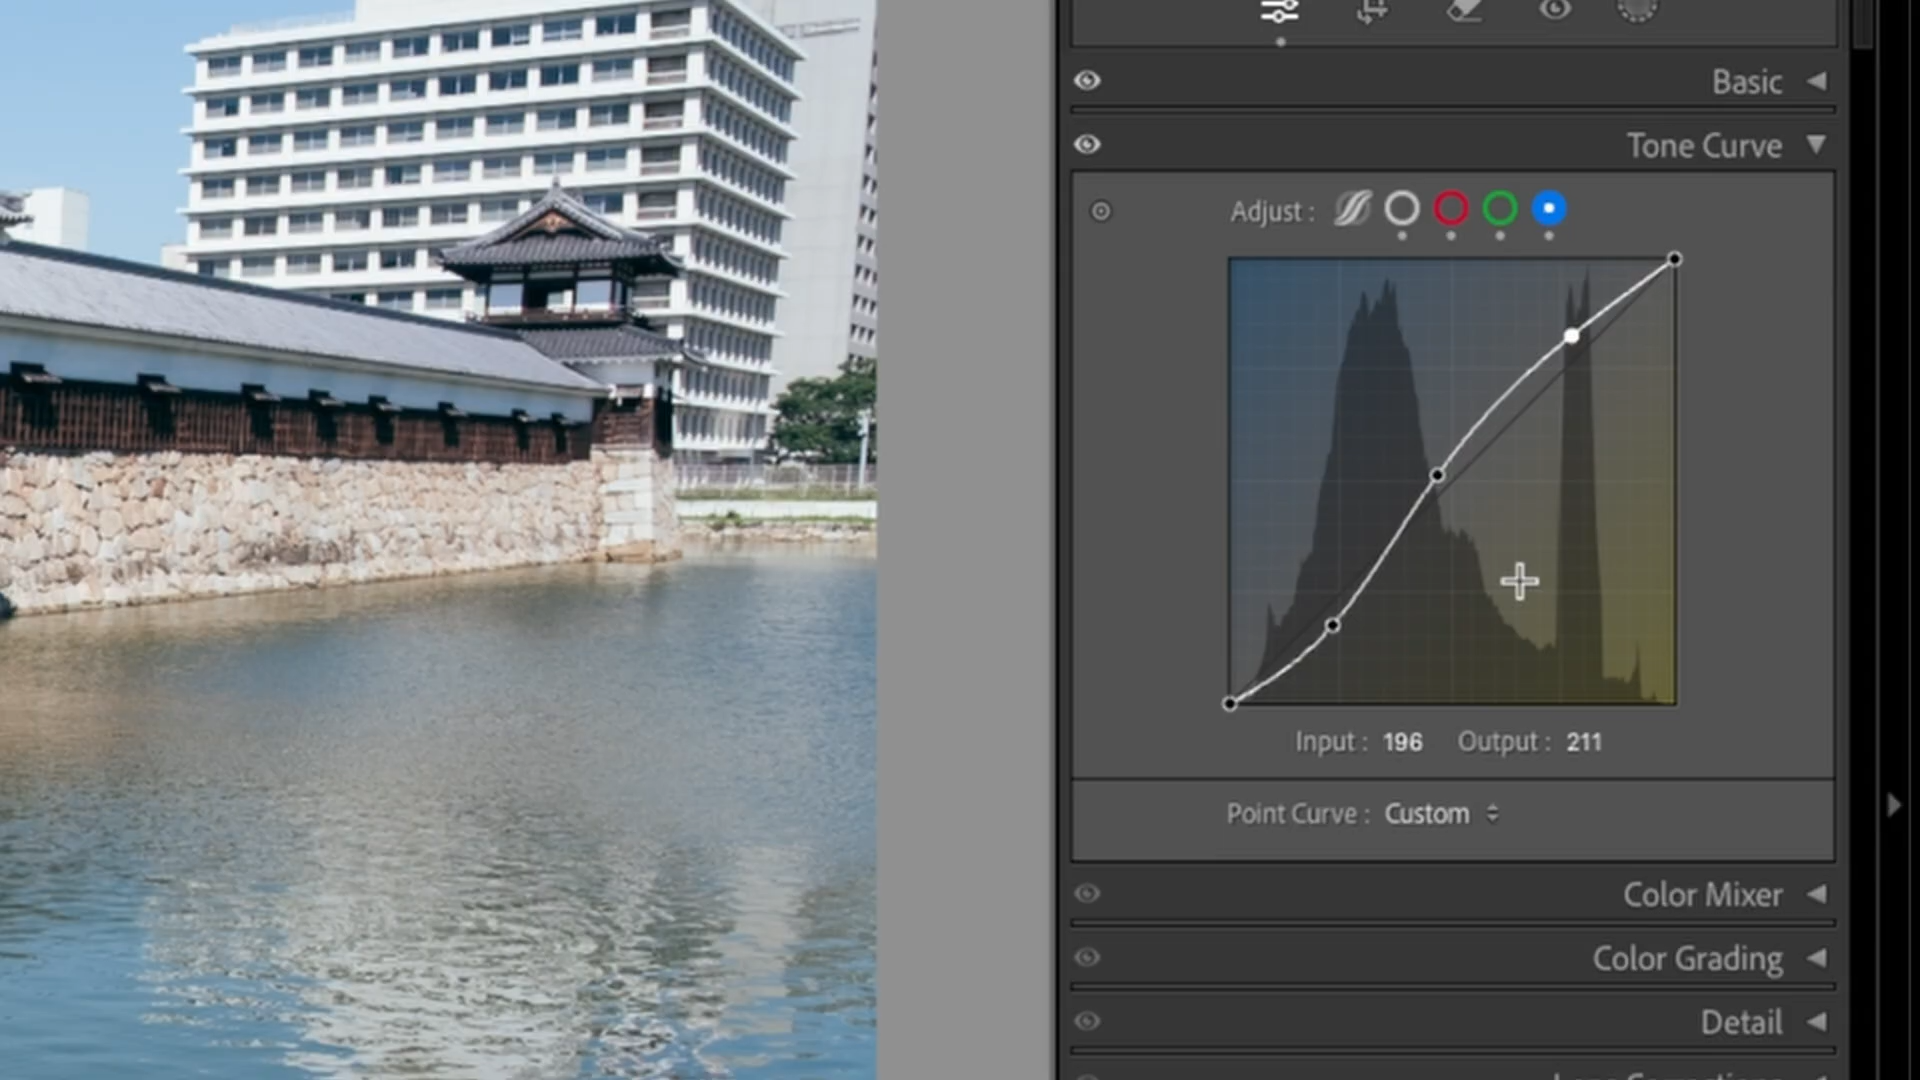 Basic
Tone Curve
Adjust :
Input : 196 Output : 211
Point Curve : Custom
Color Mixer
Color Grading
Detail